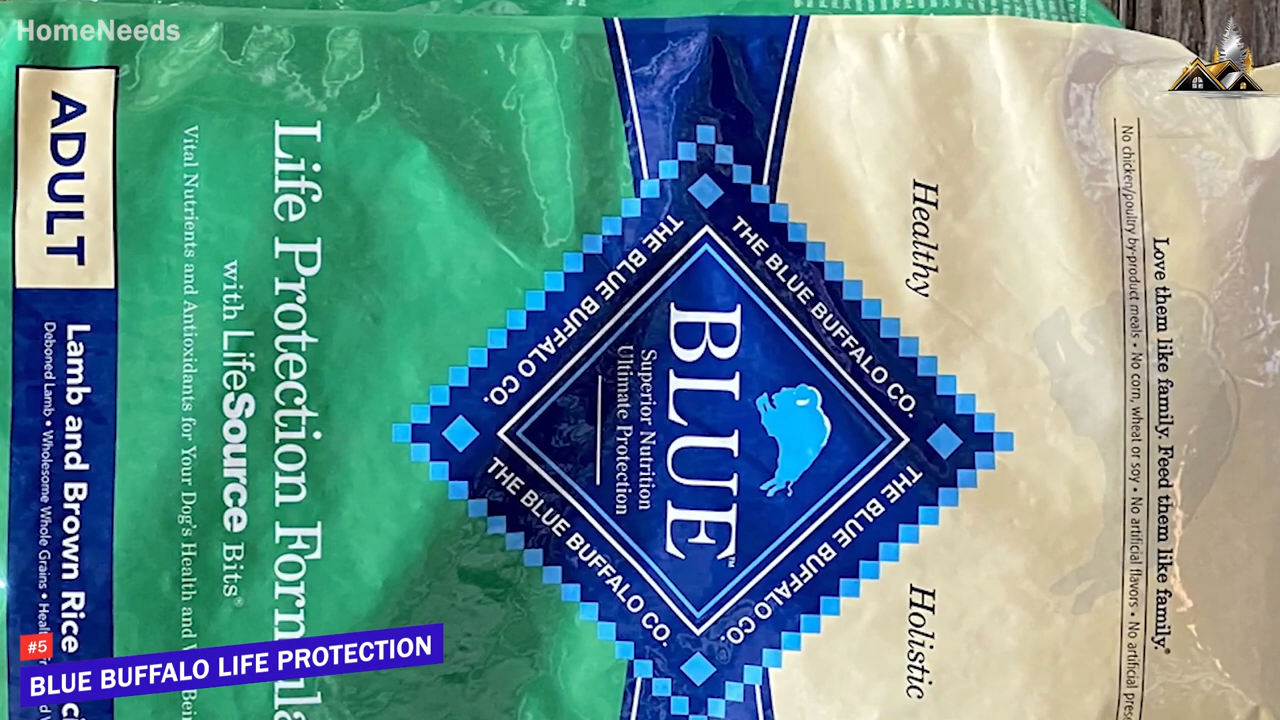 HomeNeeds
Love them like family. Feed them like family.®
No chicken/poultry by-product meals • No corn, wheat or soy • No artificial flavors • No artificial
Healthy
Holistic
THE BLUE BUFFALO CO.
THE BLUE BUFFALO CO.
THE BLUE BUFFALO CO.
THE BLUE BUFFALO CO.
BLUE™
Superior Nutrition
Ultimate Protection
Life Protection Formula
with LifeSource Bits®
Vital Nutrients and Antioxidants for Your Dog's Health and
ADULT
Lamb and Brown Rice
Deboned Lamb • Wholesome Whole Grains •
#5
BLUE BUFFALO LIFE PROTECTION